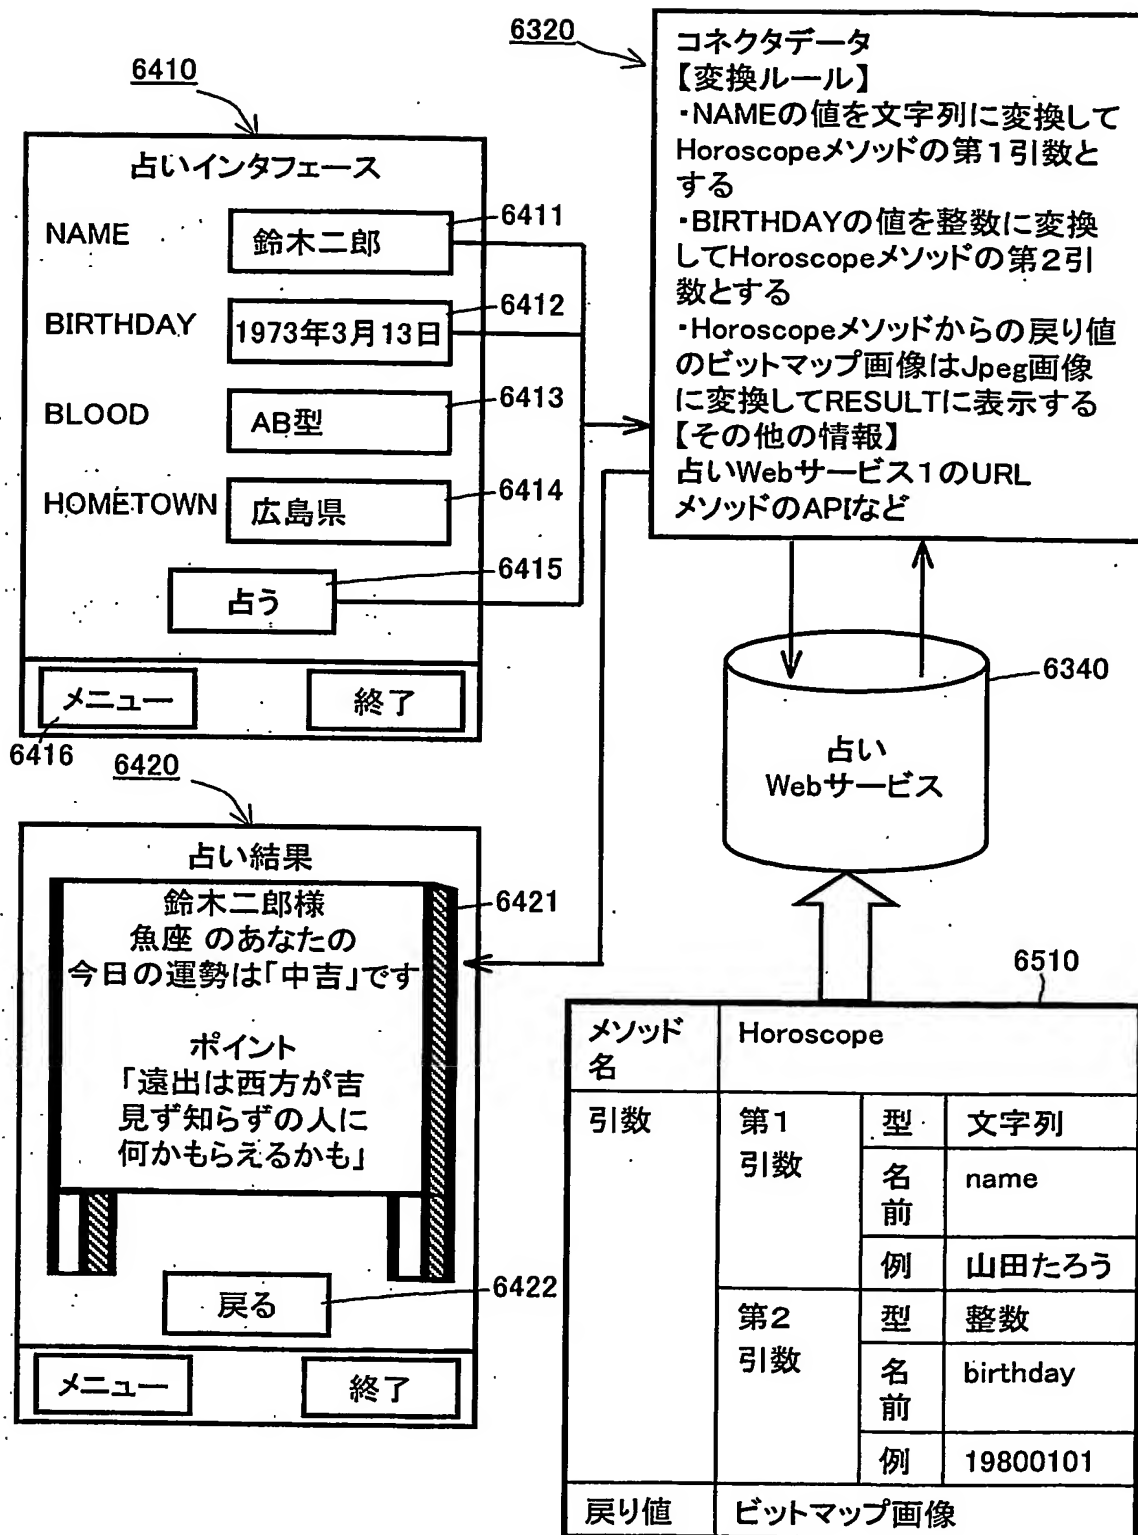 6410
占いインタフェース
NAME
鈴木二郎
6411
BIRTHDAY
1973年3月13日
6412
BLOOD
AB型
6413
HOMETOWN
広島県
6414
占う
6415
メニュー
終了
6416
6320
コネクタデータ
【変換ルール】
・NAMEの値を文字列に変換して
Horoscopeメソッドの第1引数と
する
・BIRTHDAYの値を整数に変換
してHoroscopeメソッドの第2引
数とする
・Horoscopeメソッドからの戻り値
のビットマップ画像はJpeg画像
に変換してRESULTに表示する
【その他の情報】
占いWebサービス1のURL
メソッドのAPIなど
6340
占い
Webサービス
6420
占い結果
鈴木二郎様
魚座 のあなたの
今日の運勢は「中吉」です
ポイント
「遠出は西方が吉
見ず知らずの人に
何かもらえるかも」
6421
戻る
6422
メニュー
終了
6510
メソッド
名
Horoscope
引数
第1
引数
型
文字列
名
前
name
例
山田たろう
第2
引数
型
整数
名
前
birthday
例
19800101
戻り値
ビットマップ画像